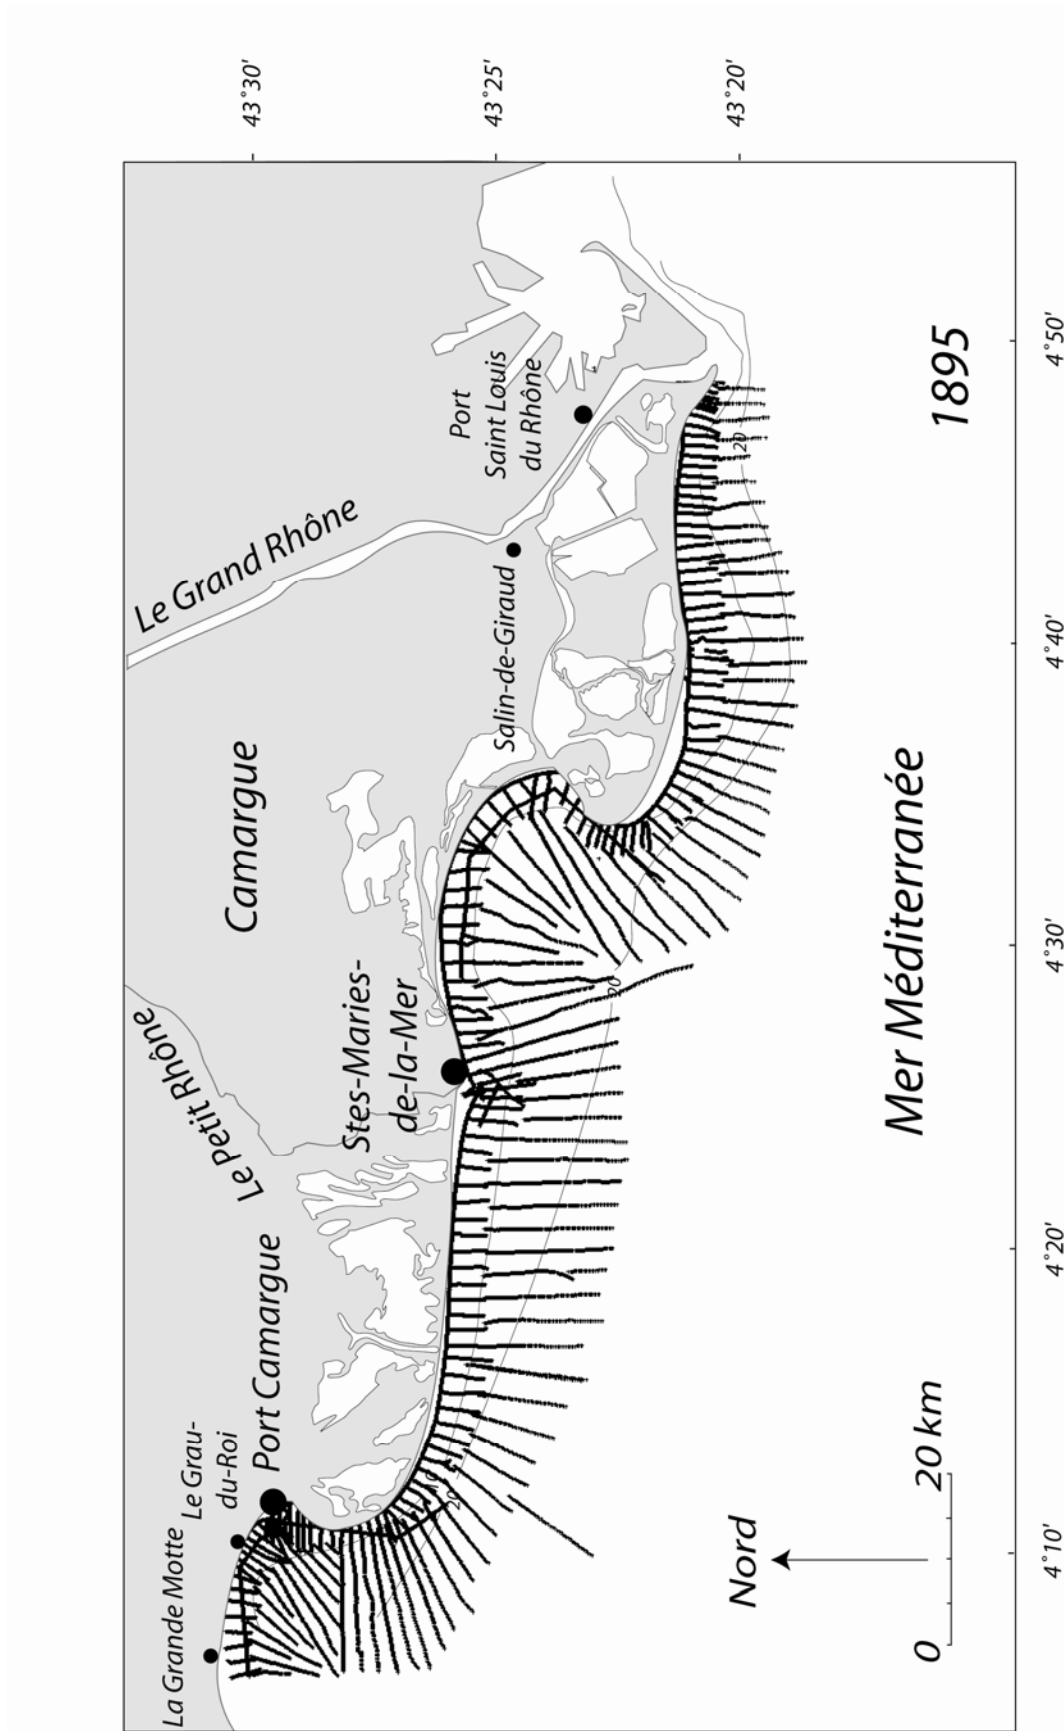 43°30'
43°25'
43°20'
4°10'
4°20'
4°30'
4°40'
4°50'
La Grande Motte
Le Grau-
du-Roi
Port Camargue
Le Petit Rhône
Stes-Maries-
de-la-Mer
Camargue
Le Grand Rhône
Salin-de-Giraud
Port
Saint Louis
du Rhône
10
20
20
20
Mer Méditerranée
1895
Nord
0
20 km